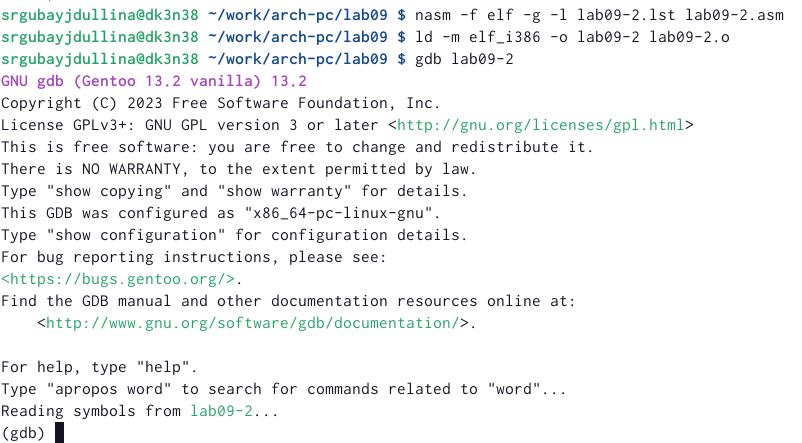 srgubayjdullina@dk3n38 ~/work/arch-pc/lab09 $ nasm -f elf -g -l lab09-2.lst lab09-2.asm
srgubayjdullina@dk3n38 ~/work/arch-pc/lab09 $ ld -m elf_i386 -o lab09-2 lab09-2.o
srgubayjdullina@dk3n38 ~/work/arch-pc/lab09 $ gdb lab09-2
GNU gdb (Gentoo 13.2 vanilla) 13.2
Copyright (C) 2023 Free Software Foundation, Inc.
License GPLv3+: GNU GPL version 3 or later <http://gnu.org/licenses/gpl.html>
This is free software: you are free to change and redistribute it.
There is NO WARRANTY, to the extent permitted by law.
Type "show copying" and "show warranty" for details.
This GDB was configured as "x86_64-pc-linux-gnu".
Type "show configuration" for configuration details.
For bug reporting instructions, please see:
<https://bugs.gentoo.org/>.
Find the GDB manual and other documentation resources online at:
    <http://www.gnu.org/software/gdb/documentation/>.

For help, type "help".
Type "apropos word" to search for commands related to "word"...
Reading symbols from lab09-2...
(gdb)